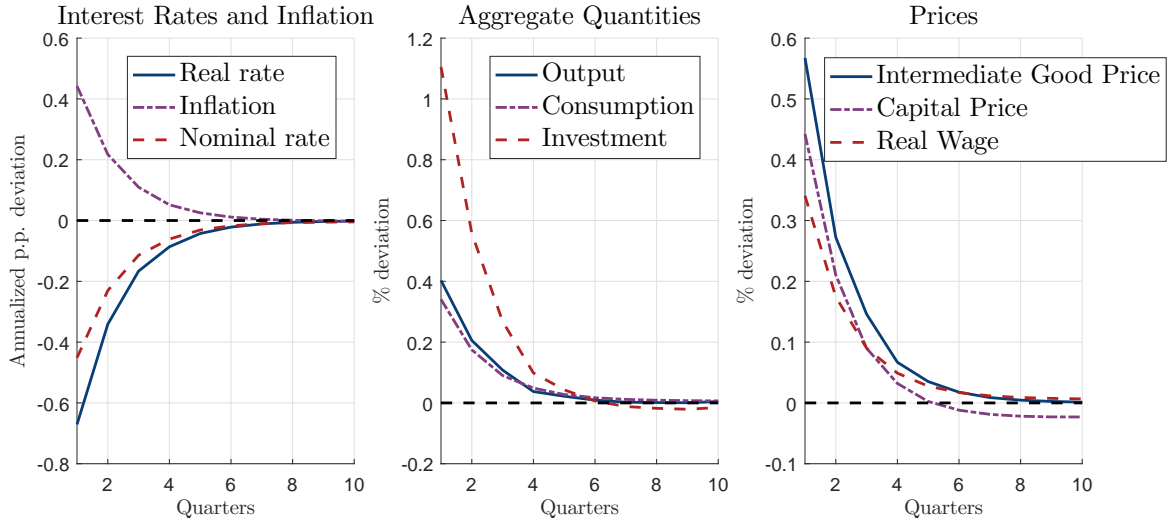 Interest Rates and Inflation
Annualized p.p. deviation
0.6
0.4
0.2
0
-0.2
-0.4
-0.6
-0.8
Real rate
Inflation
Nominal rate
2 4 6 8 10
Quarters
Aggregate Quantities
% deviation
1.2
1
0.8
0.6
0.4
0.2
0
-0.2
Output
Consumption
Investment
2 4 6 8 10
Quarters
Prices
% deviation
0.6
0.5
0.4
0.3
0.2
0.1
0
-0.1
Intermediate Good Price
Capital Price
Real Wage
2 4 6 8 10
Quarters